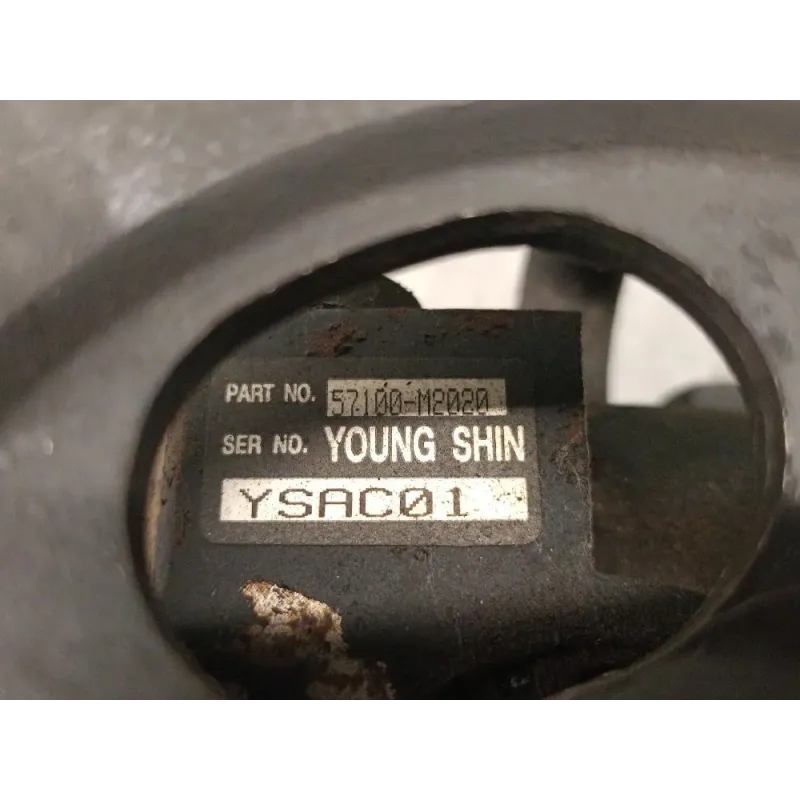 PART NO. 57100-M2020
SER NO. YOUNG SHIN
YSAC01